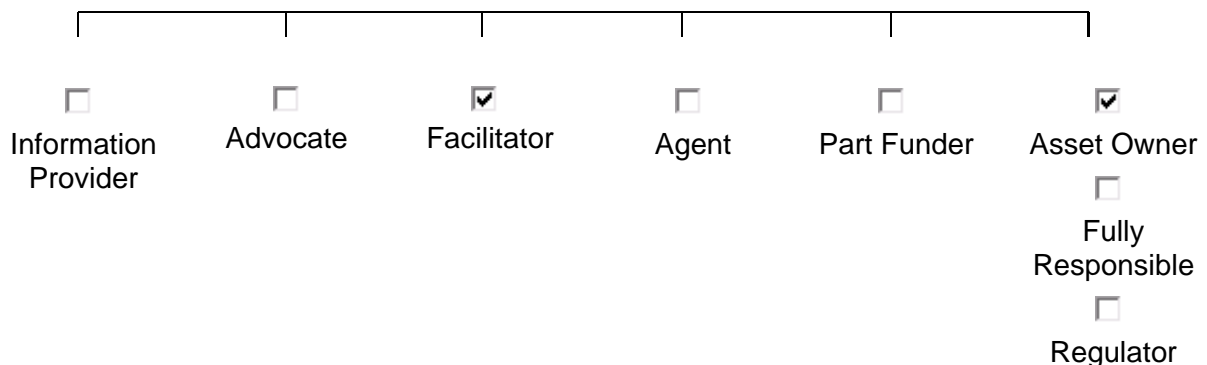 Information
Provider
Advocate
Facilitator
Agent
Part Funder
Asset Owner
Fully
Responsible
Regulator